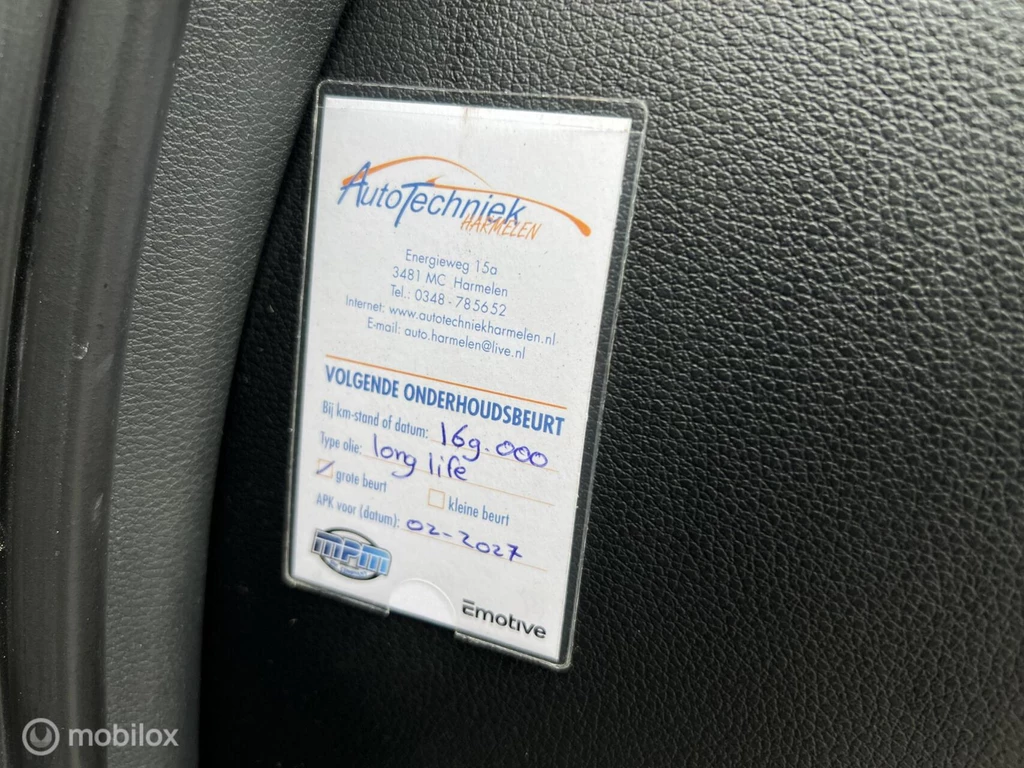 AutoTechniek
HARMELEN
Energieweg 15a
3481 MC Harmelen
Tel.: 0348 - 785652
Internet: www.autotechniekharmelen.nl
E-mail: auto.harmelen@live.nl
VOLGENDE ONDERHOUDSBEURT
Bij km-stand of datum: 169.000
Type olie: long life
grote beurt kleine beurt
APK voor (datum): 02-2027
MPM
Emotive
mobilox